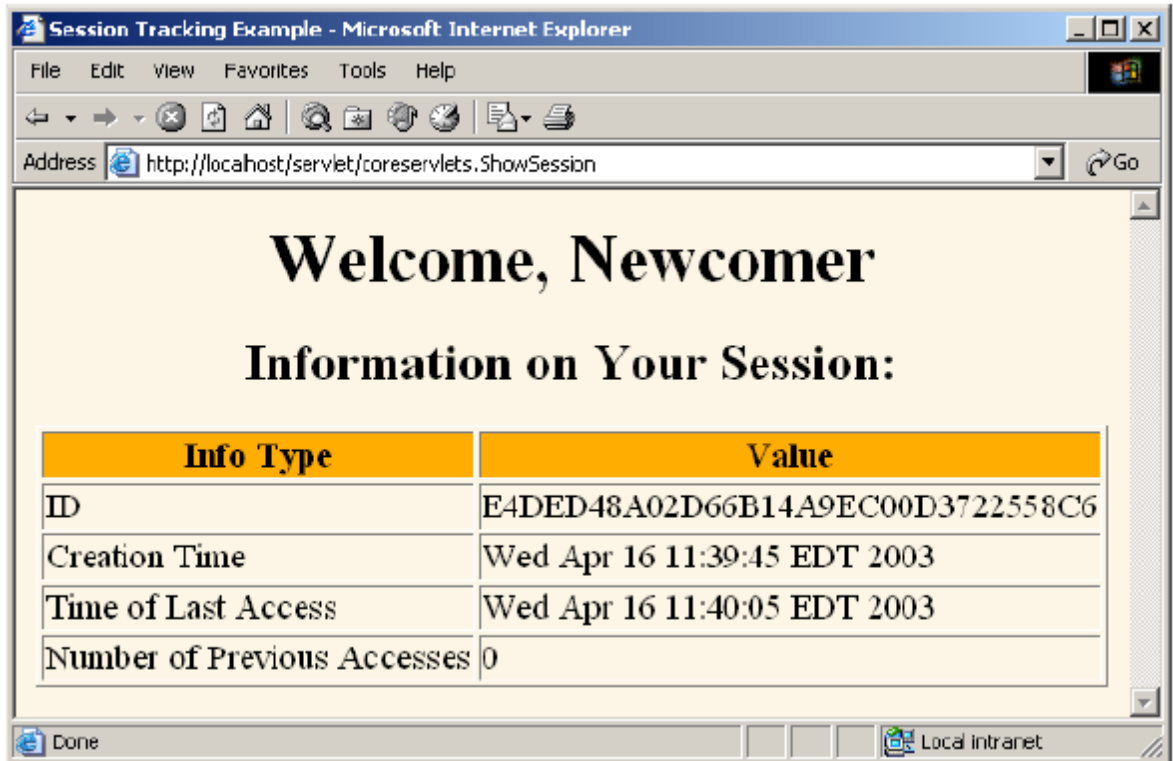 Session Tracking Example - Microsoft Internet Explorer
File Edit View Favorites Tools Help
Address http://localhost/servlet/coreservlets.ShowSession Go
Welcome, Newcomer
Information on Your Session:
Info Type Value
ID E4DED48A02D66B14A9EC00D3722558C6
Creation Time Wed Apr 16 11:39:45 EDT 2003
Time of Last Access Wed Apr 16 11:40:05 EDT 2003
Number of Previous Accesses 0
Done Local intranet